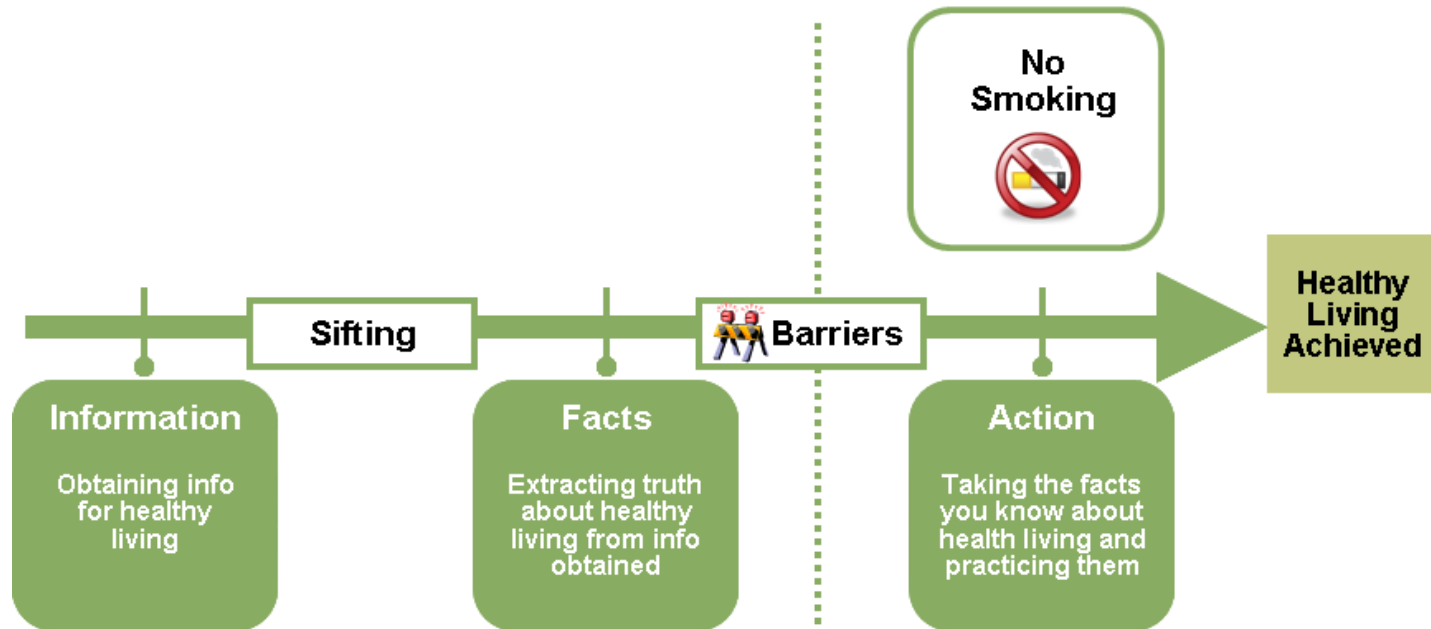 No
Smoking
Sifting
Barriers
Healthy
Living
Achieved
Information
Obtaining info
for healthy
living
Facts
Extracting truth
about healthy
living from info
obtained
Action
Taking the facts
you know about
health living and
practicing them